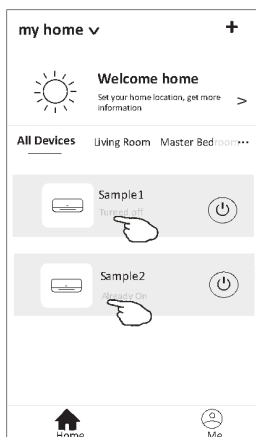 my home
Welcome home
Set your home location, get more
information
All Devices Living Room Master Bedroom
Sample1
Turned off
Sample2
Already On
Home Me